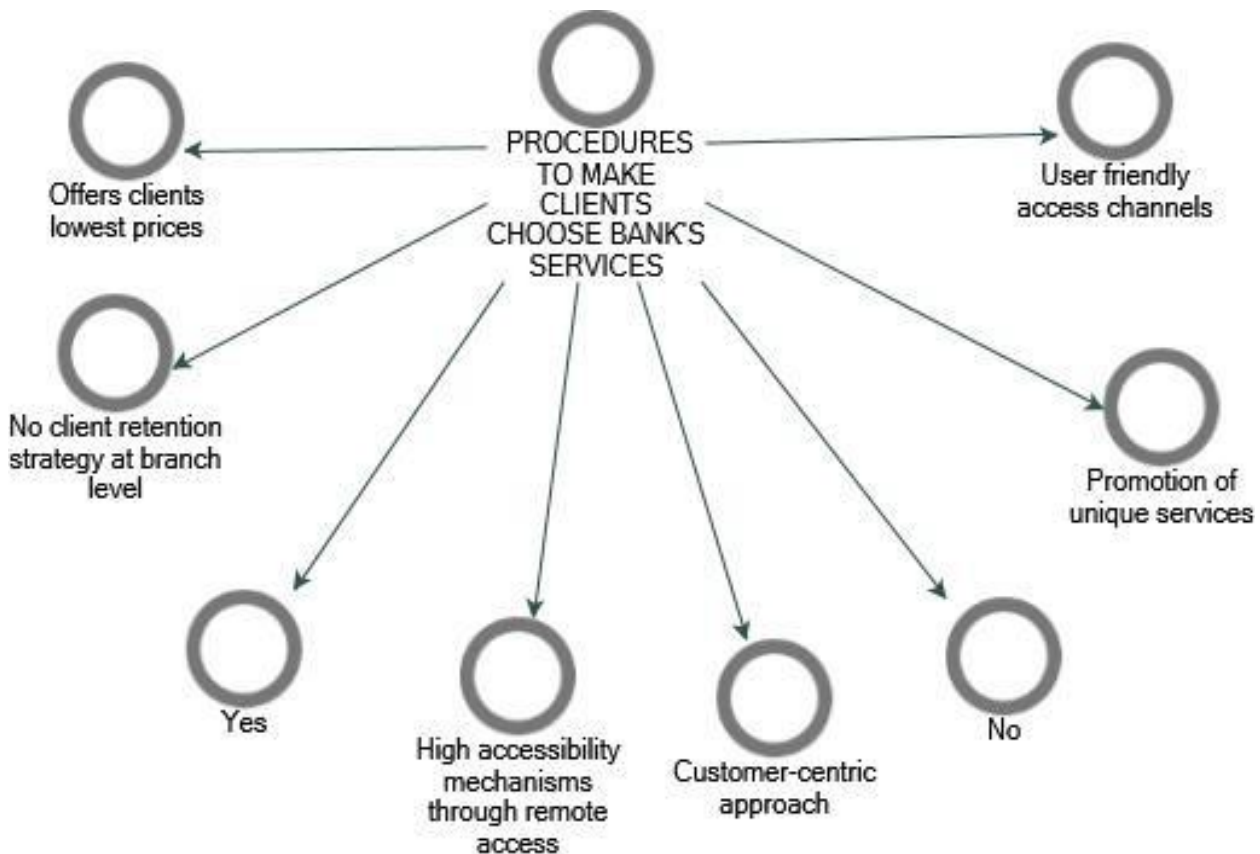 PROCEDURES
TO MAKE
CLIENTS
CHOOSE BANK'S
SERVICES
Offers clients
lowest prices
User friendly
access channels
No client retention
strategy at branch
level
Promotion of
unique services
Yes
High accessibility
mechanisms
through remote
access
Customer-centric
approach
No